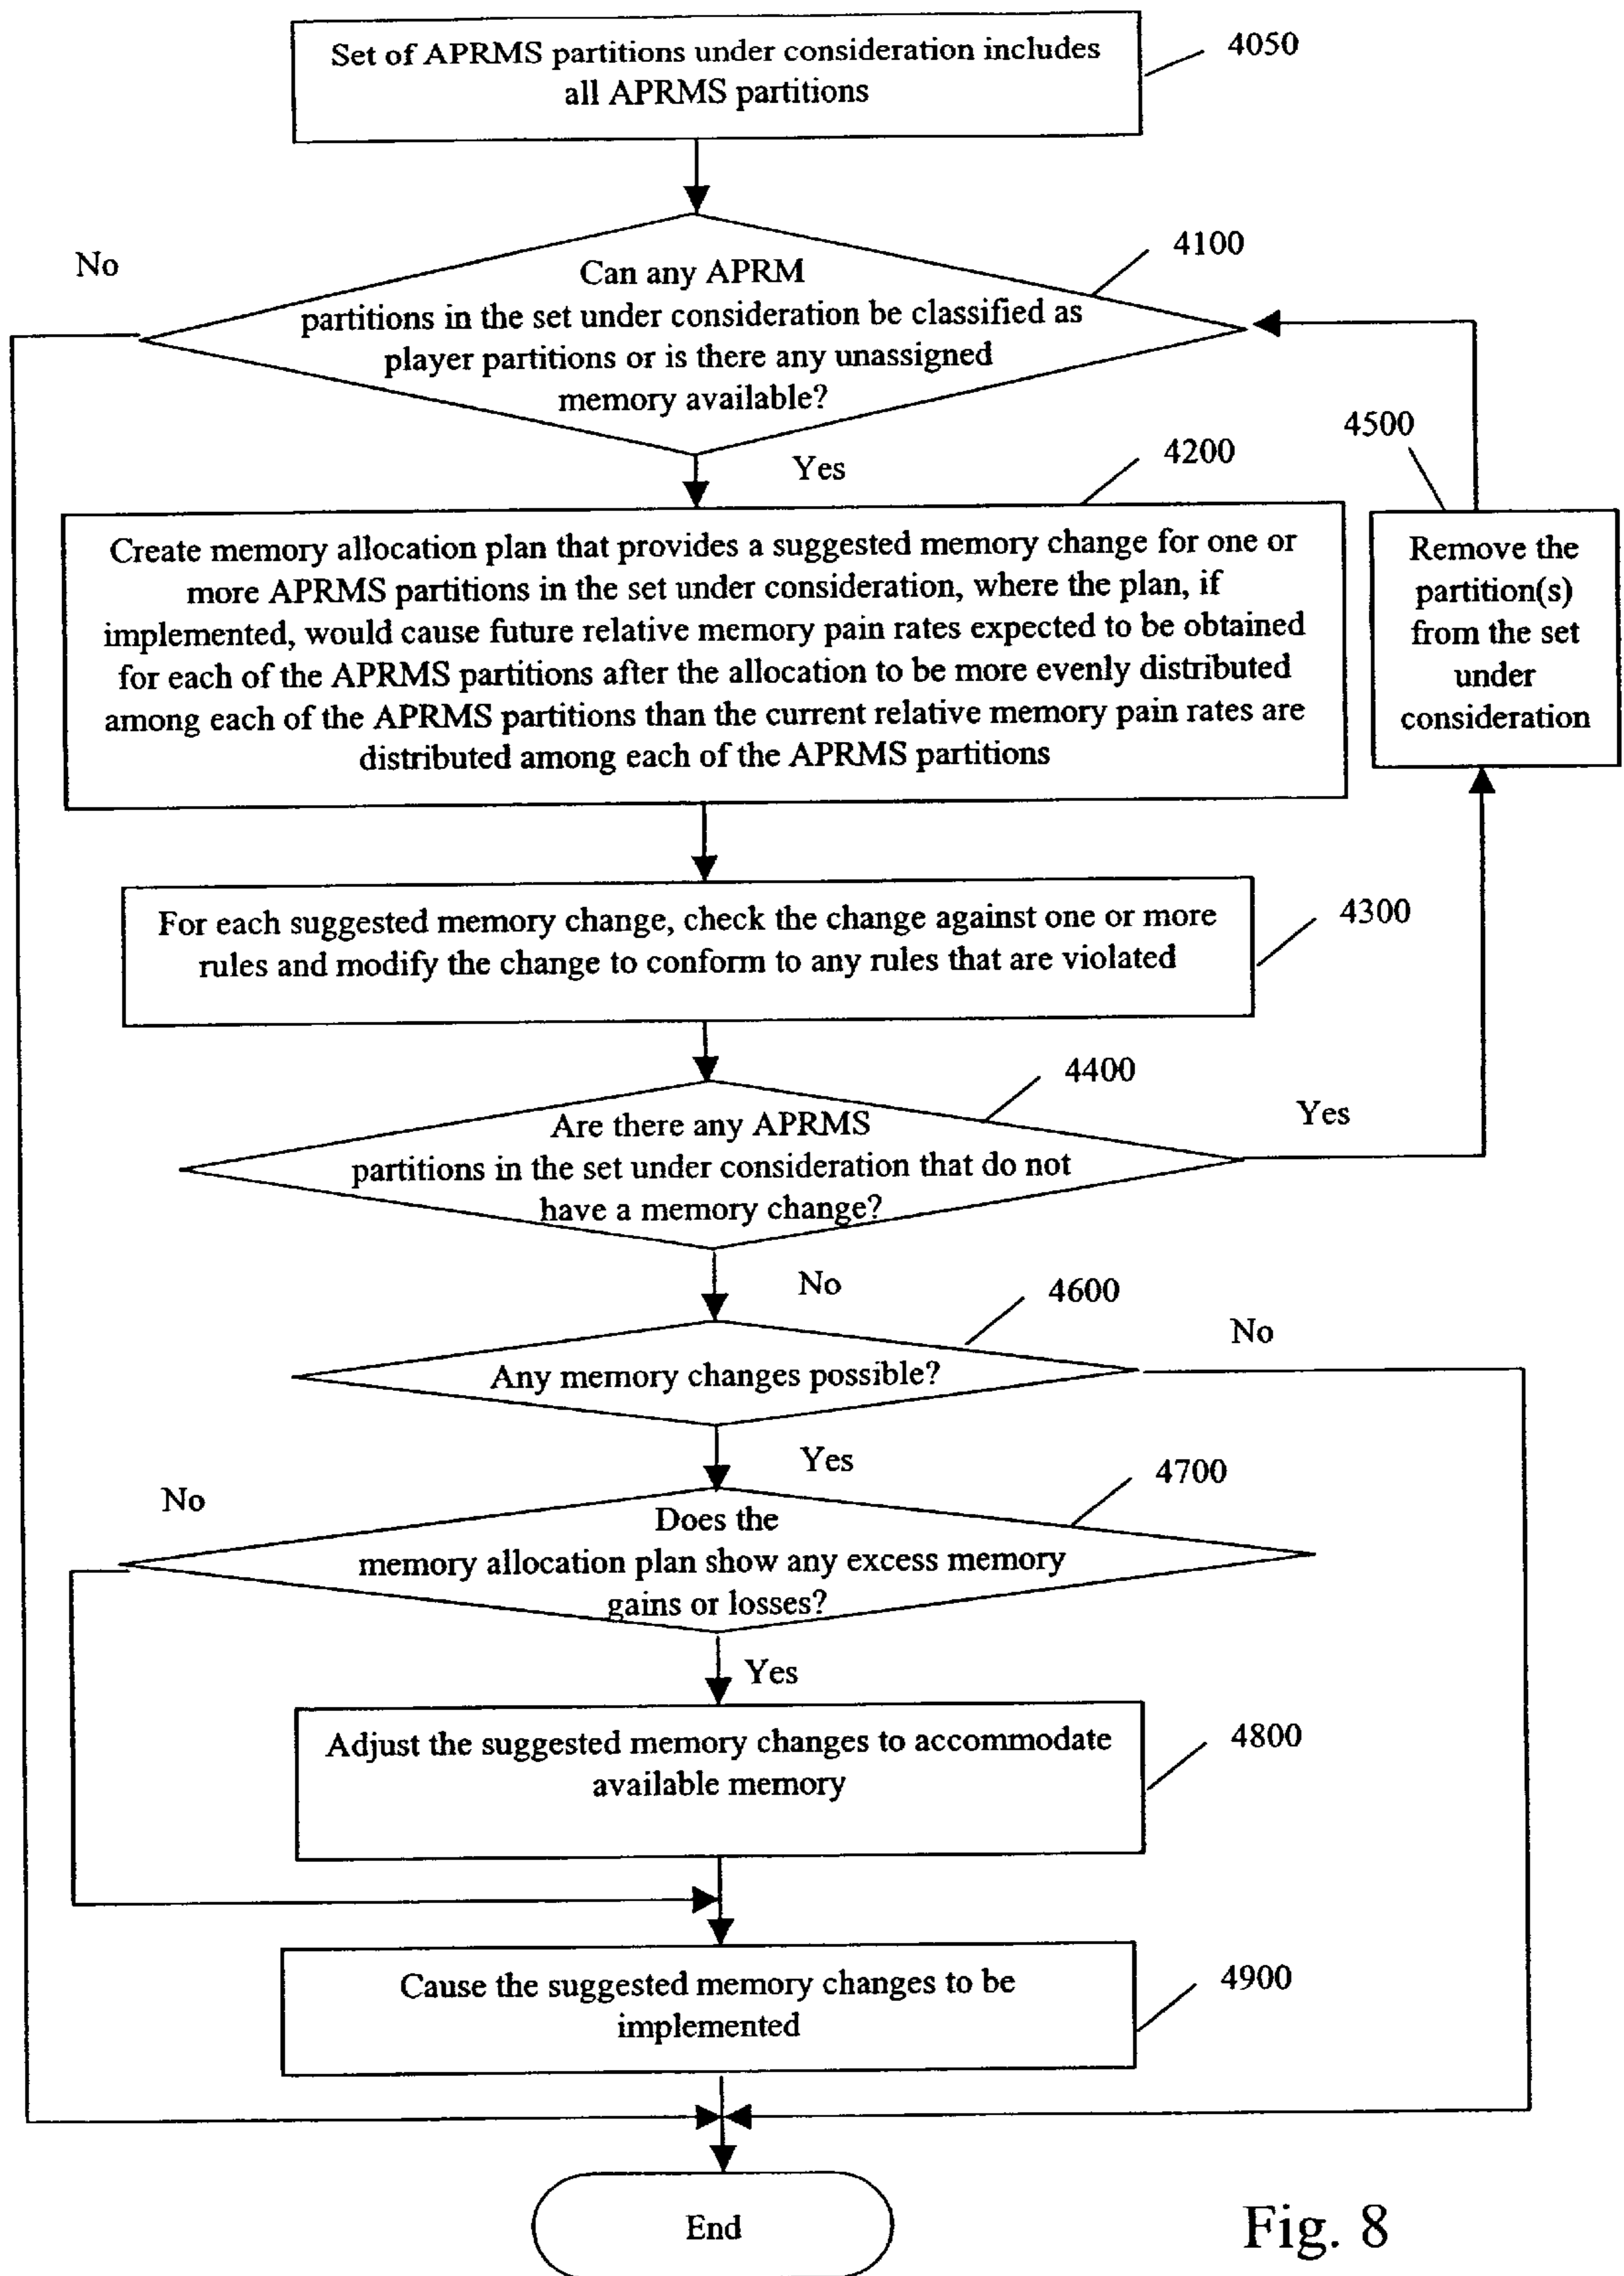 Set of APRMS partitions under consideration includes
all APRMS partitions
4050
No
Can any APRM
partitions in the set under consideration be classified as
player partitions or is there any unassigned
memory available?
4100
Yes
4200
4500
Create memory allocation plan that provides a suggested memory change for one or
more APRMS partitions in the set under consideration, where the plan, if
implemented, would cause future relative memory pain rates expected to be obtained
for each of the APRMS partitions after the allocation to be more evenly distributed
among each of the APRMS partitions than the current relative memory pain rates are
distributed among each of the APRMS partitions
Remove the
partition(s)
from the set
under
consideration
For each suggested memory change, check the change against one or more
rules and modify the change to conform to any rules that are violated
4300
4400
Are there any APRMS
partitions in the set under consideration that do not
have a memory change?
Yes
No
4600
No
Any memory changes possible?
Yes
4700
No
Does the
memory allocation plan show any excess memory
gains or losses?
Yes
Adjust the suggested memory changes to accommodate
available memory
4800
Cause the suggested memory changes to be
implemented
4900
End
Fig. 8